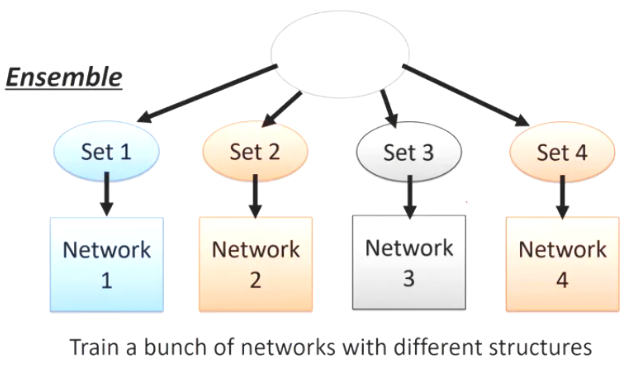 Ensemble
Set 1
Set 2
Set 3
Set 4
Network
1
Network
2
Network
3
Network
4
Train a bunch of networks with different structures